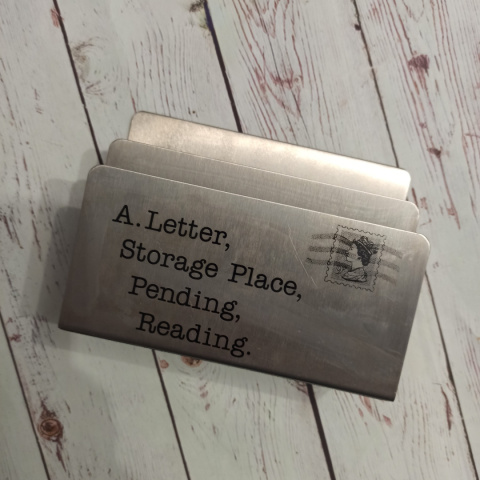 A.Letter,
Storage Place,
Pending,
Reading.